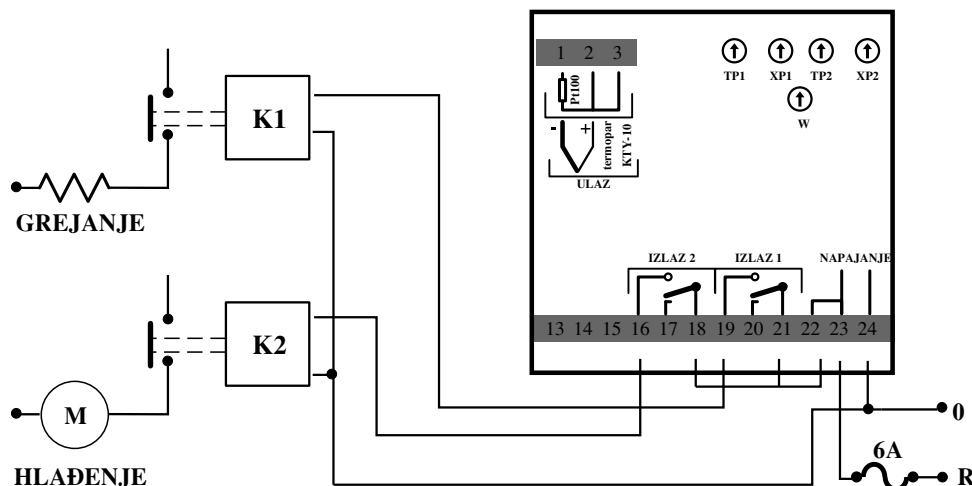 1 2 3
Pt100
TP1 XP1 TP2 XP2
W
- +
termopar
KTY-10
ULAZ
K1
GREJANJE
IZLAZ 2 IZLAZ 1 NAPAJANJE
13 14 15 16 17 18 19 20 21 22 23 24
K2
M
HLAĐENJE
0
6A
R